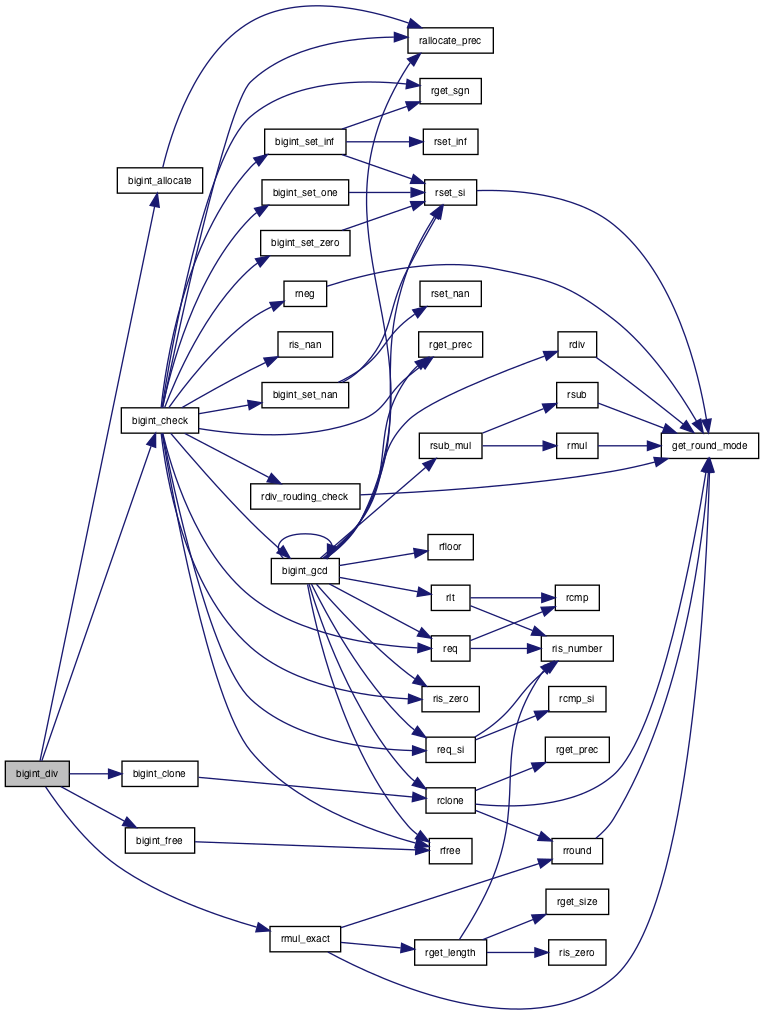 rallocate_prec
rget_sgn
bigint_set_inf
rset_inf
bigint_allocate
bigint_set_one
rset_si
bigint_set_zero
rneg
rset_nan
ris_nan
rget_prec
rdiv
bigint_set_nan
rsub
bigint_check
rsub_mul
rmul
get_round_mode
rdiv_rouding_check
rfloor
bigint_gcd
rlt
rcmp
req
ris_number
ris_zero
rcmp_si
req_si
rget_prec
bigint_div
bigint_clone
rclone
bigint_free
rfree
rround
rget_size
rmul_exact
rget_length
ris_zero